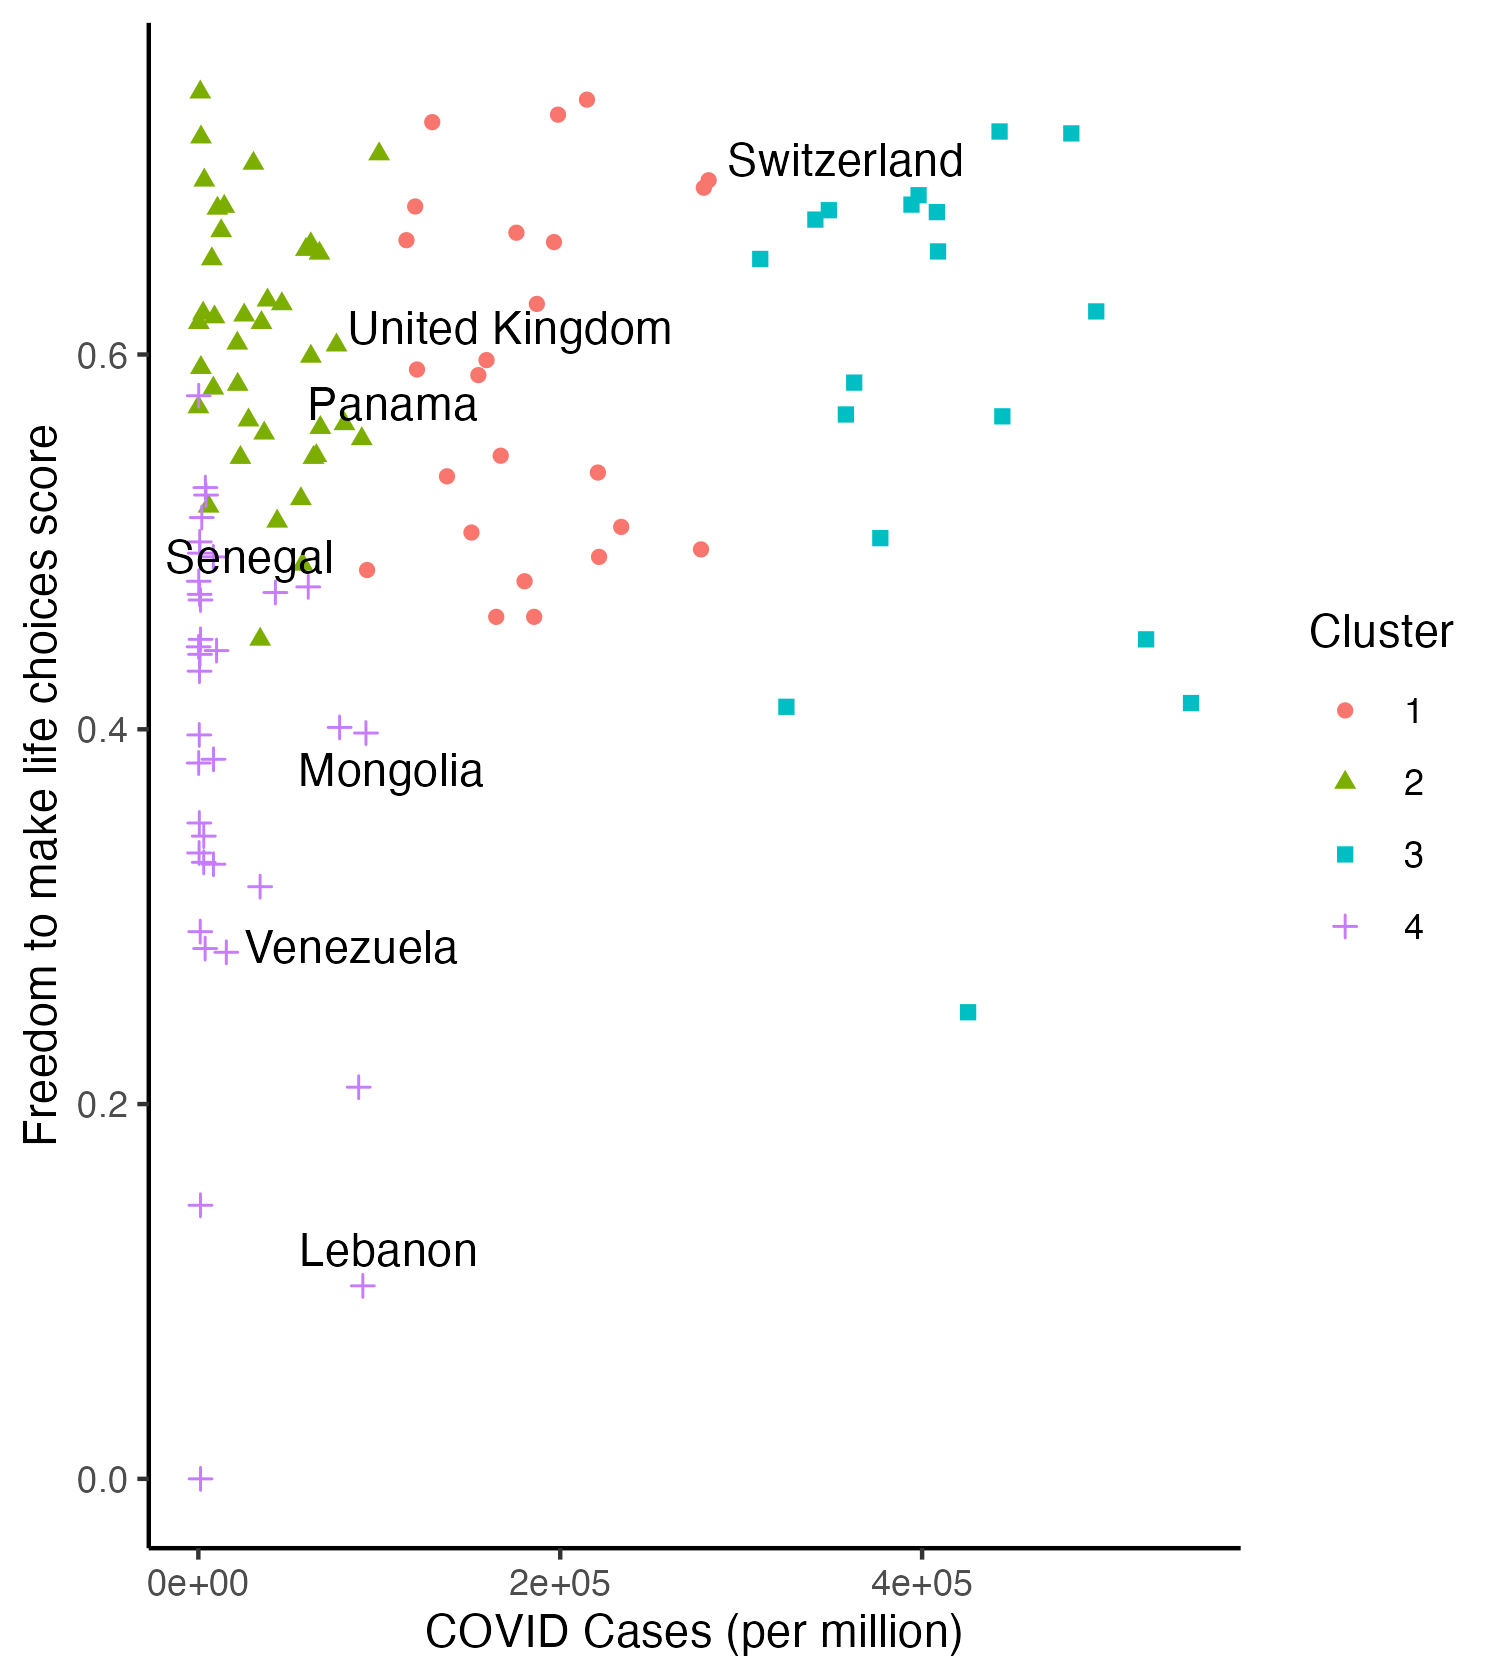 Switzerland
United Kingdom
Panama
Senegal
Mongolia
Venezuela
Lebanon
Freedom to make life choices score
0.6
0.4
0.2
0.0
0e+00 2e+05 4e+05
COVID Cases (per million)
Cluster
1
2
3
4